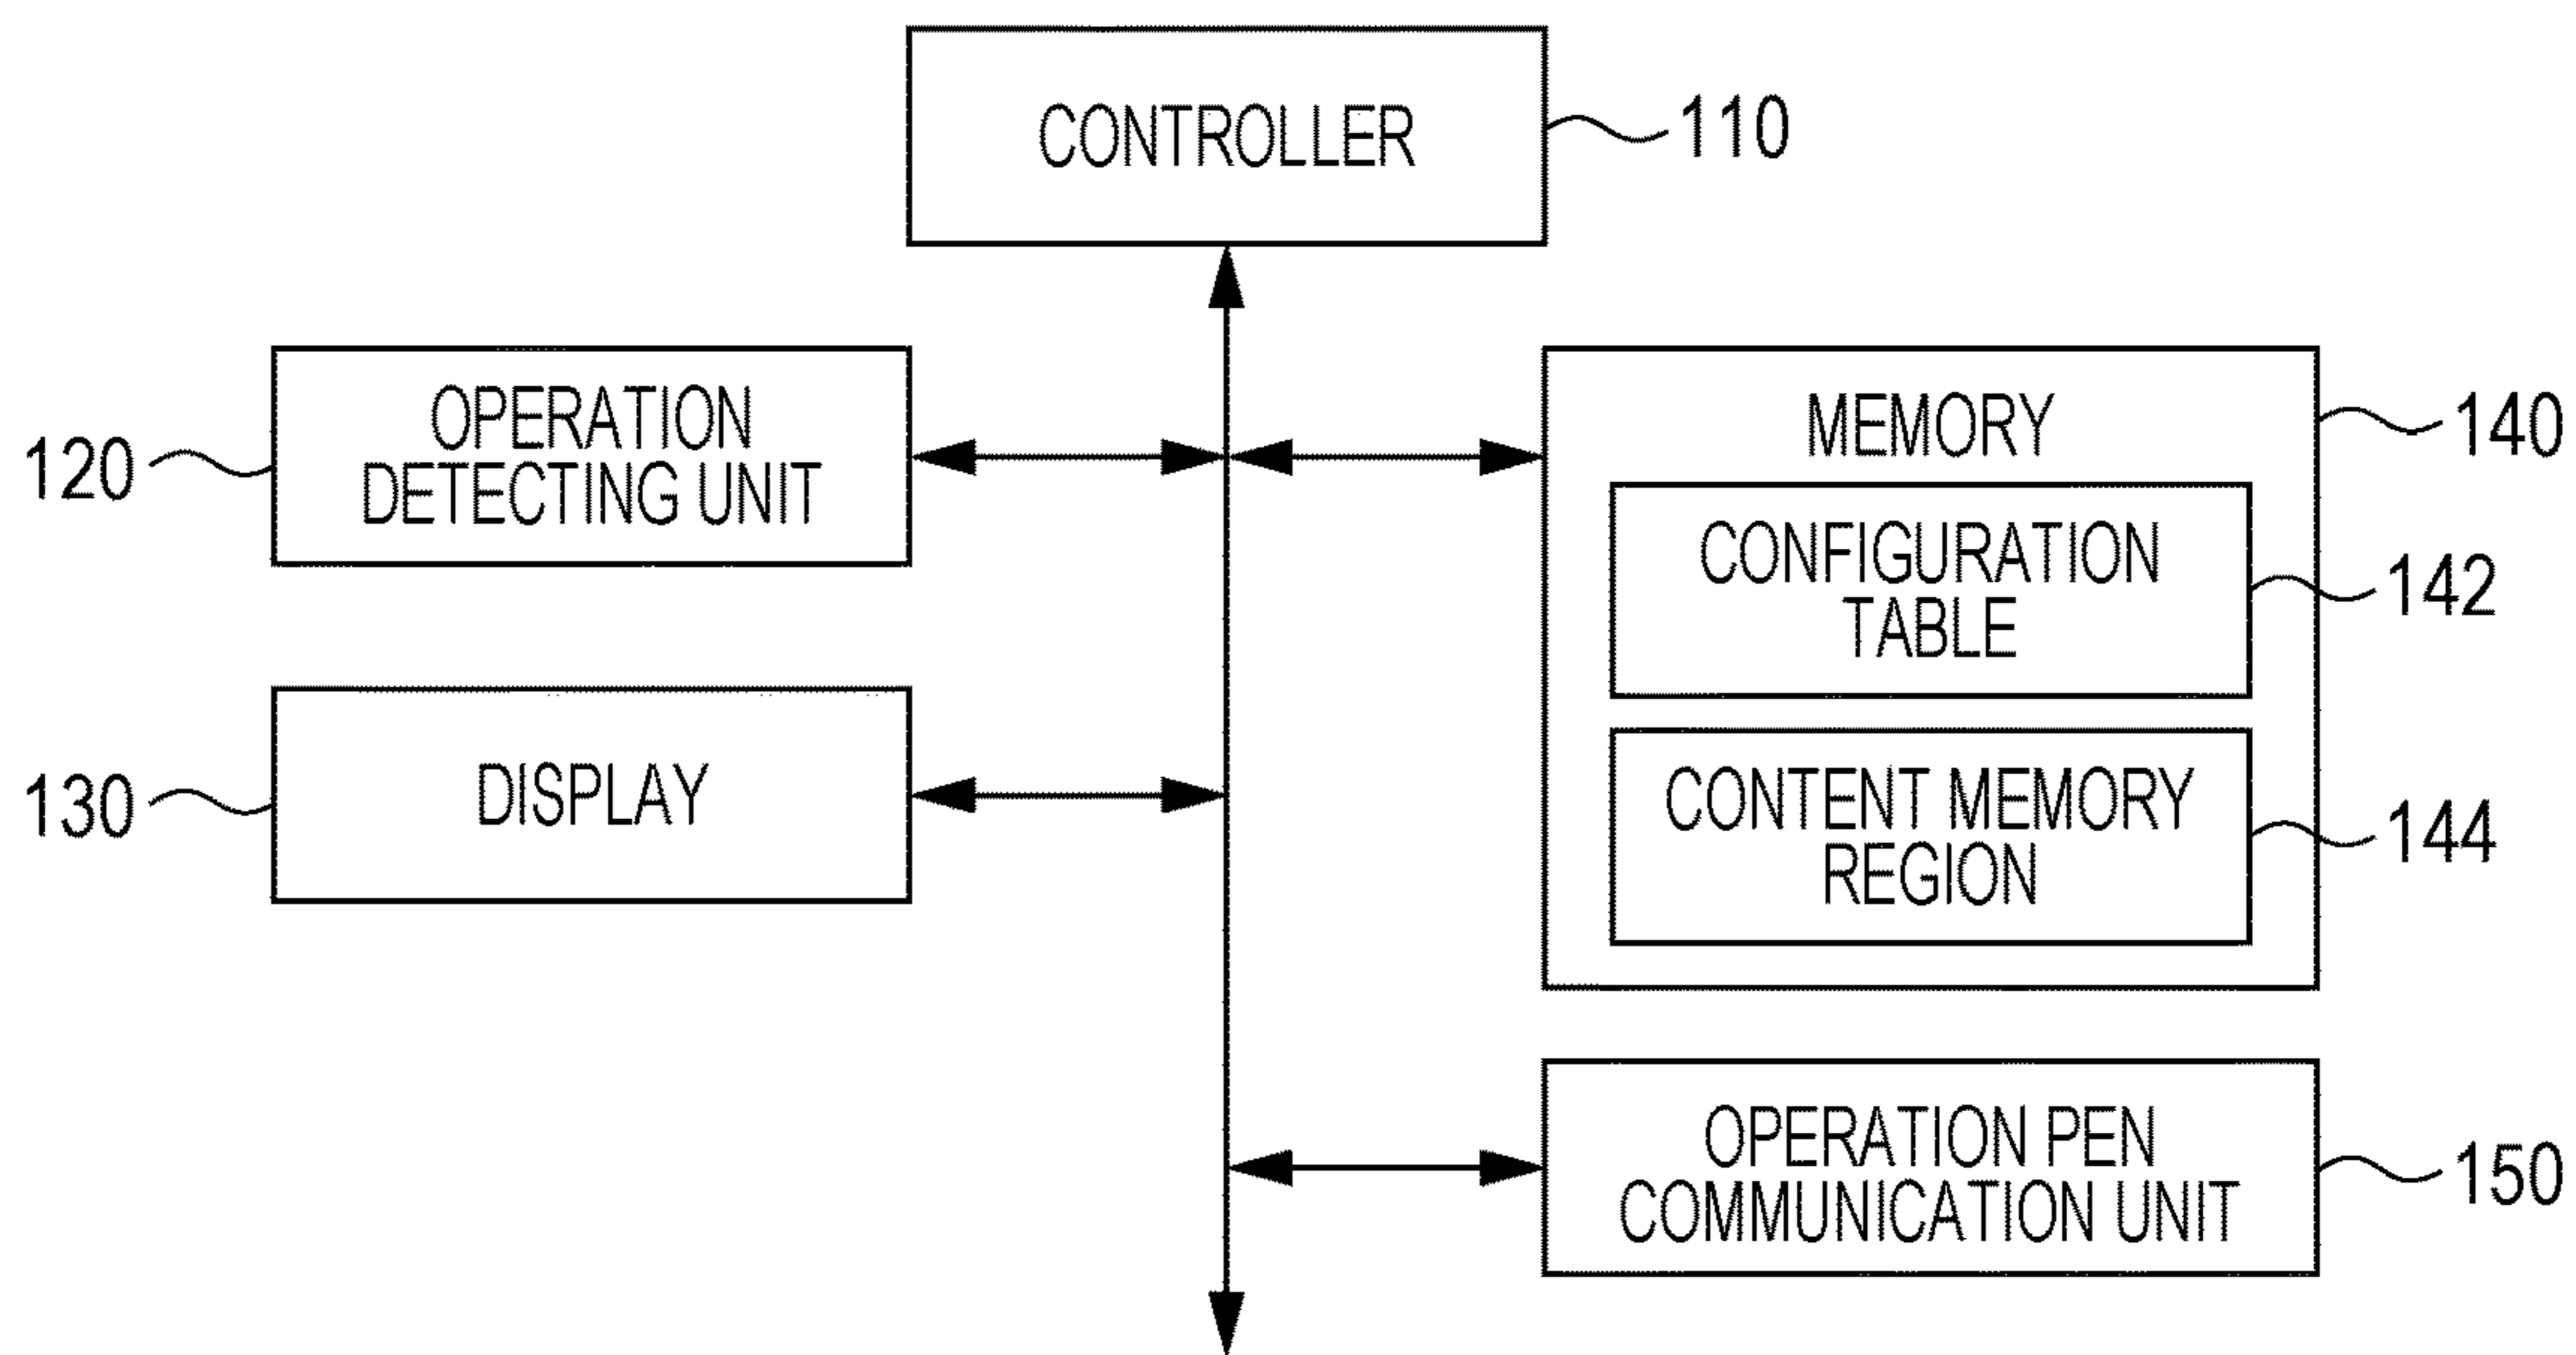 CONTROLLER
110
OPERATION
DETECTING UNIT
120
MEMORY
140
CONFIGURATION
TABLE
142
DISPLAY
130
CONTENT MEMORY
REGION
144
OPERATION PEN
COMMUNICATION UNIT
150